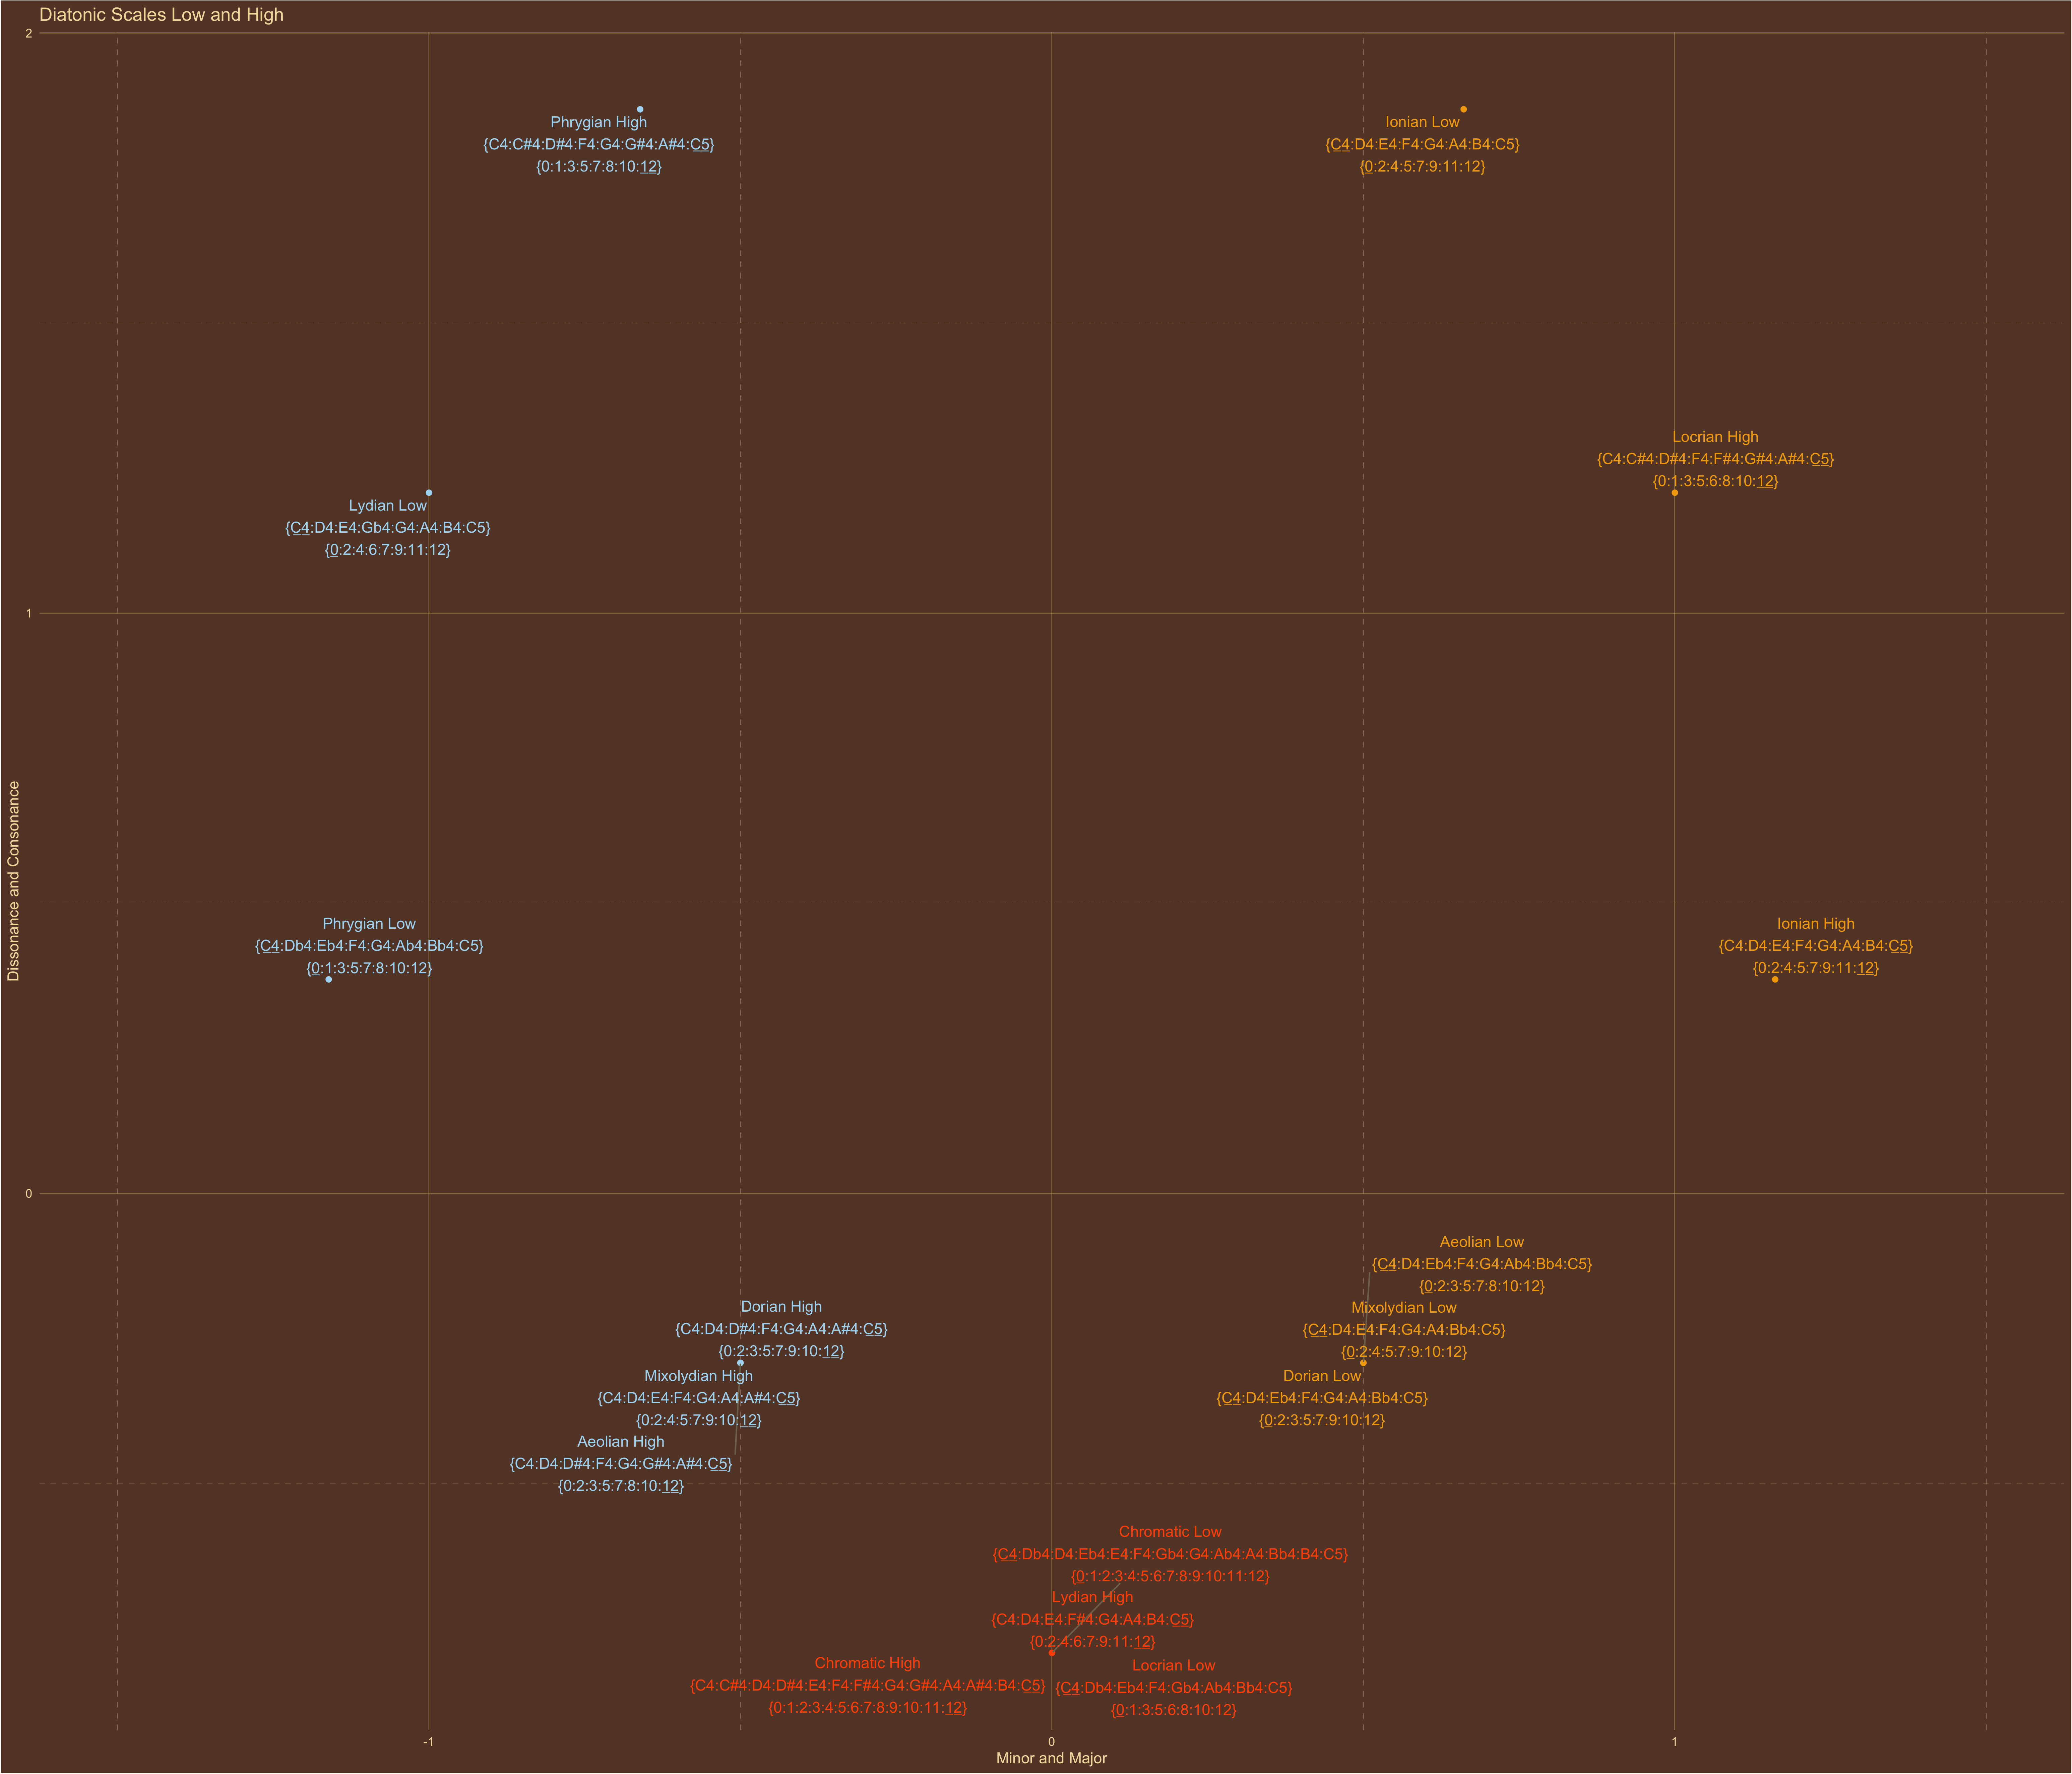 Diatonic Scales Low and High
2
Phrygian High
{C4:C#4:D#4:F4:G4:G#4:A#4:C5}
{0:1:3:5:7:8:10:12}
Ionian Low
{C4:D4:E4:F4:G4:A4:B4:C5}
{0:2:4:5:7:9:11:12}
Locrian High
{C4:C#4:D#4:F4:F#4:G#4:A#4:C5}
{0:1:3:5:6:8:10:12}
Lydian Low
{C4:D4:E4:Gb4:G4:A4:B4:C5}
{0:2:4:6:7:9:11:12}
1
Dissonance and Consonance
Phrygian Low
{C4:Db4:Eb4:F4:G4:Ab4:Bb4:C5}
{0:1:3:5:7:8:10:12}
Ionian High
{C4:D4:E4:F4:G4:A4:B4:C5}
{0:2:4:5:7:9:11:12}
0
Aeolian Low
{C4:D4:Eb4:F4:G4:Ab4:Bb4:C5}
{0:2:3:5:7:8:10:12}
Dorian High
{C4:D4:D#4:F4:G4:A4:A#4:C5}
{0:2:3:5:7:9:10:12}
Mixolydian Low
{C4:D4:E4:F4:G4:A4:Bb4:C5}
{0:2:4:5:7:9:10:12}
Mixolydian High
{C4:D4:E4:F4:G4:A4:A#4:C5}
{0:2:4:5:7:9:10:12}
Dorian Low
{C4:D4:Eb4:F4:G4:A4:Bb4:C5}
{0:2:3:5:7:9:10:12}
Aeolian High
{C4:D4:D#4:F4:G4:G#4:A#4:C5}
{0:2:3:5:7:8:10:12}
Chromatic Low
{C4:Db4:D4:Eb4:E4:F4:Gb4:G4:Ab4:A4:Bb4:B4:C5}
{0:1:2:3:4:5:6:7:8:9:10:11:12}
Lydian High
{C4:D4:E4:F#4:G4:A4:B4:C5}
{0:2:4:6:7:9:11:12}
Chromatic High
{C4:C#4:D4:D#4:E4:F4:F#4:G4:G#4:A4:A#4:B4:C5}
{0:1:2:3:4:5:6:7:8:9:10:11:12}
Locrian Low
{C4:Db4:Eb4:F4:Gb4:Ab4:Bb4:C5}
{0:1:3:5:6:8:10:12}
-1
0
1
Minor and Major